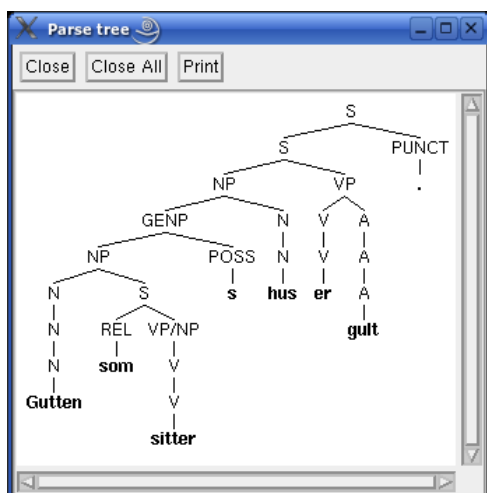 Parse tree
Close Close All Print
S
S PUNCT
NP VP .
GENP N V A
NP POSS N V A
N S s hus er A
N REL VP/NP gult
N som V
Gutten V
sitter